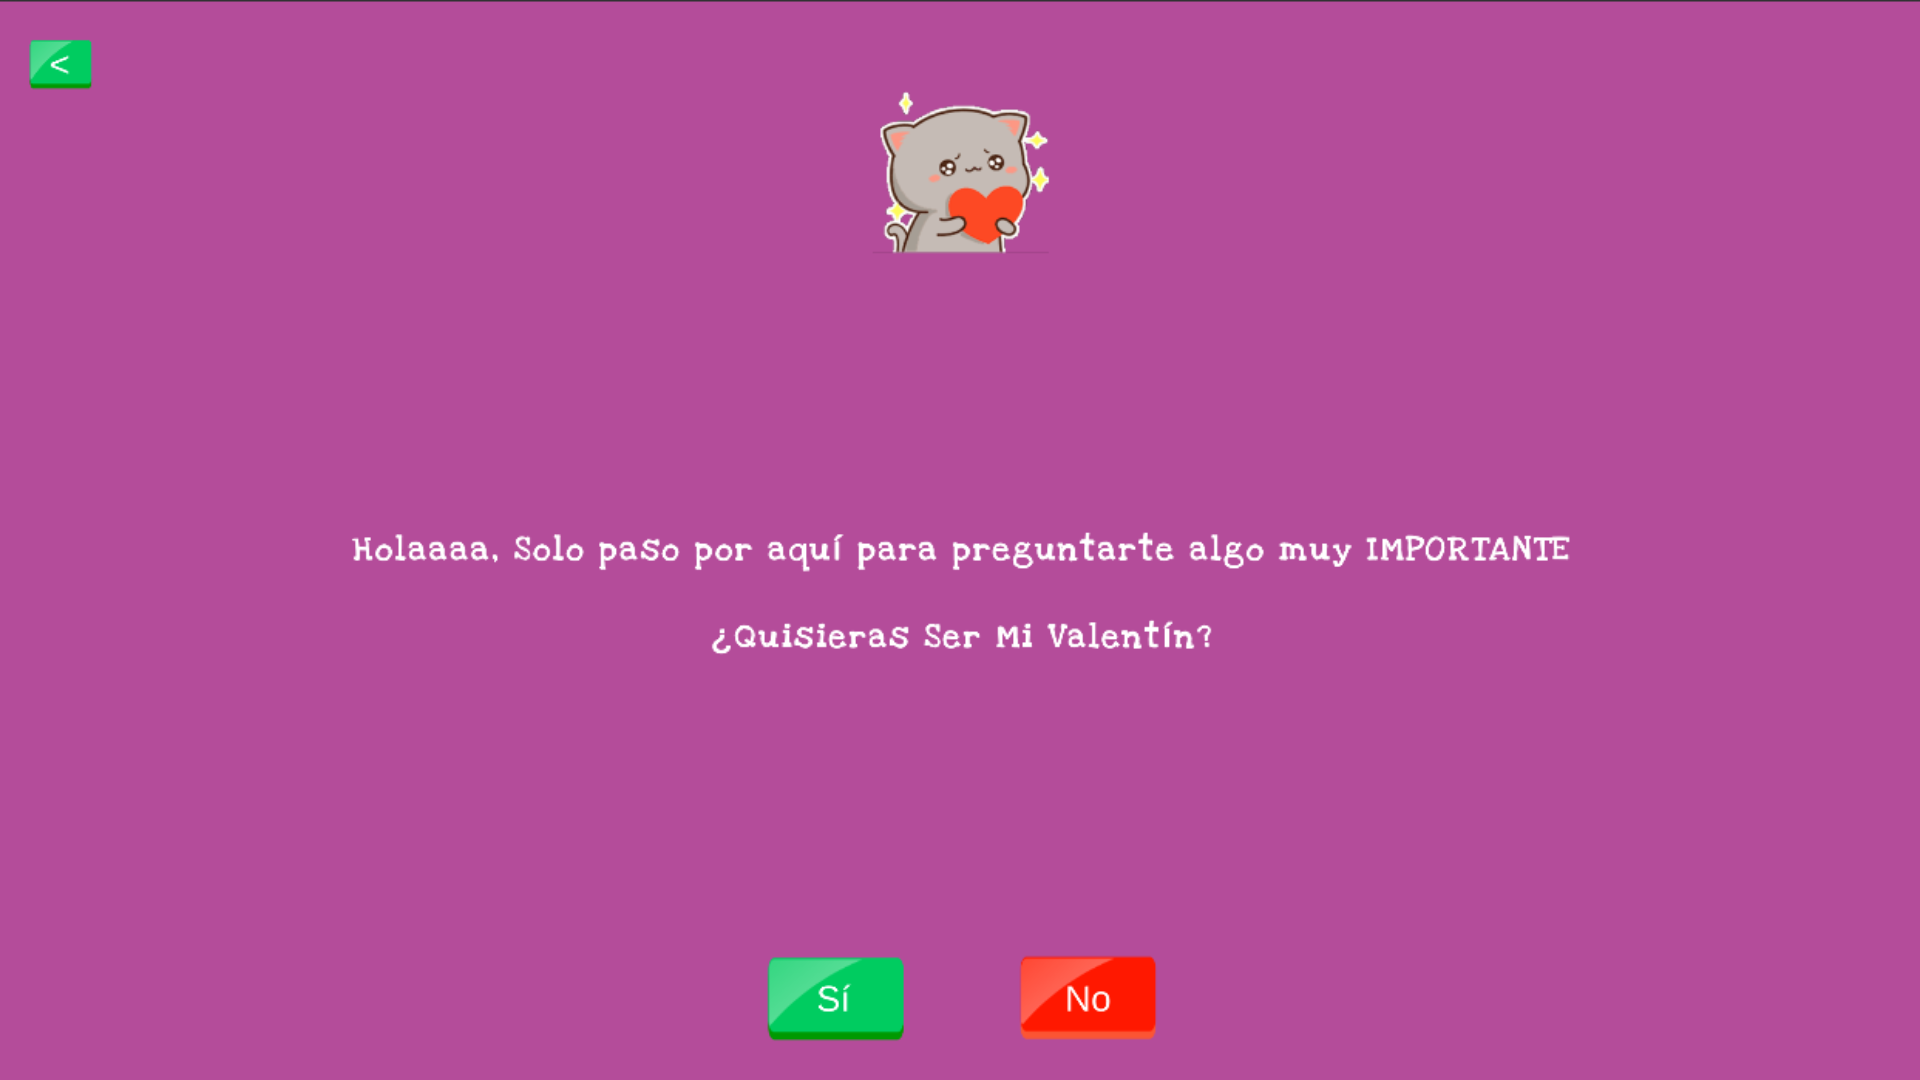 <
Holaaaa, Solo paso por aquí para preguntarte algo muy IMPORTANTE
¿Quisieras Ser Mi Valentín?
Sí
No